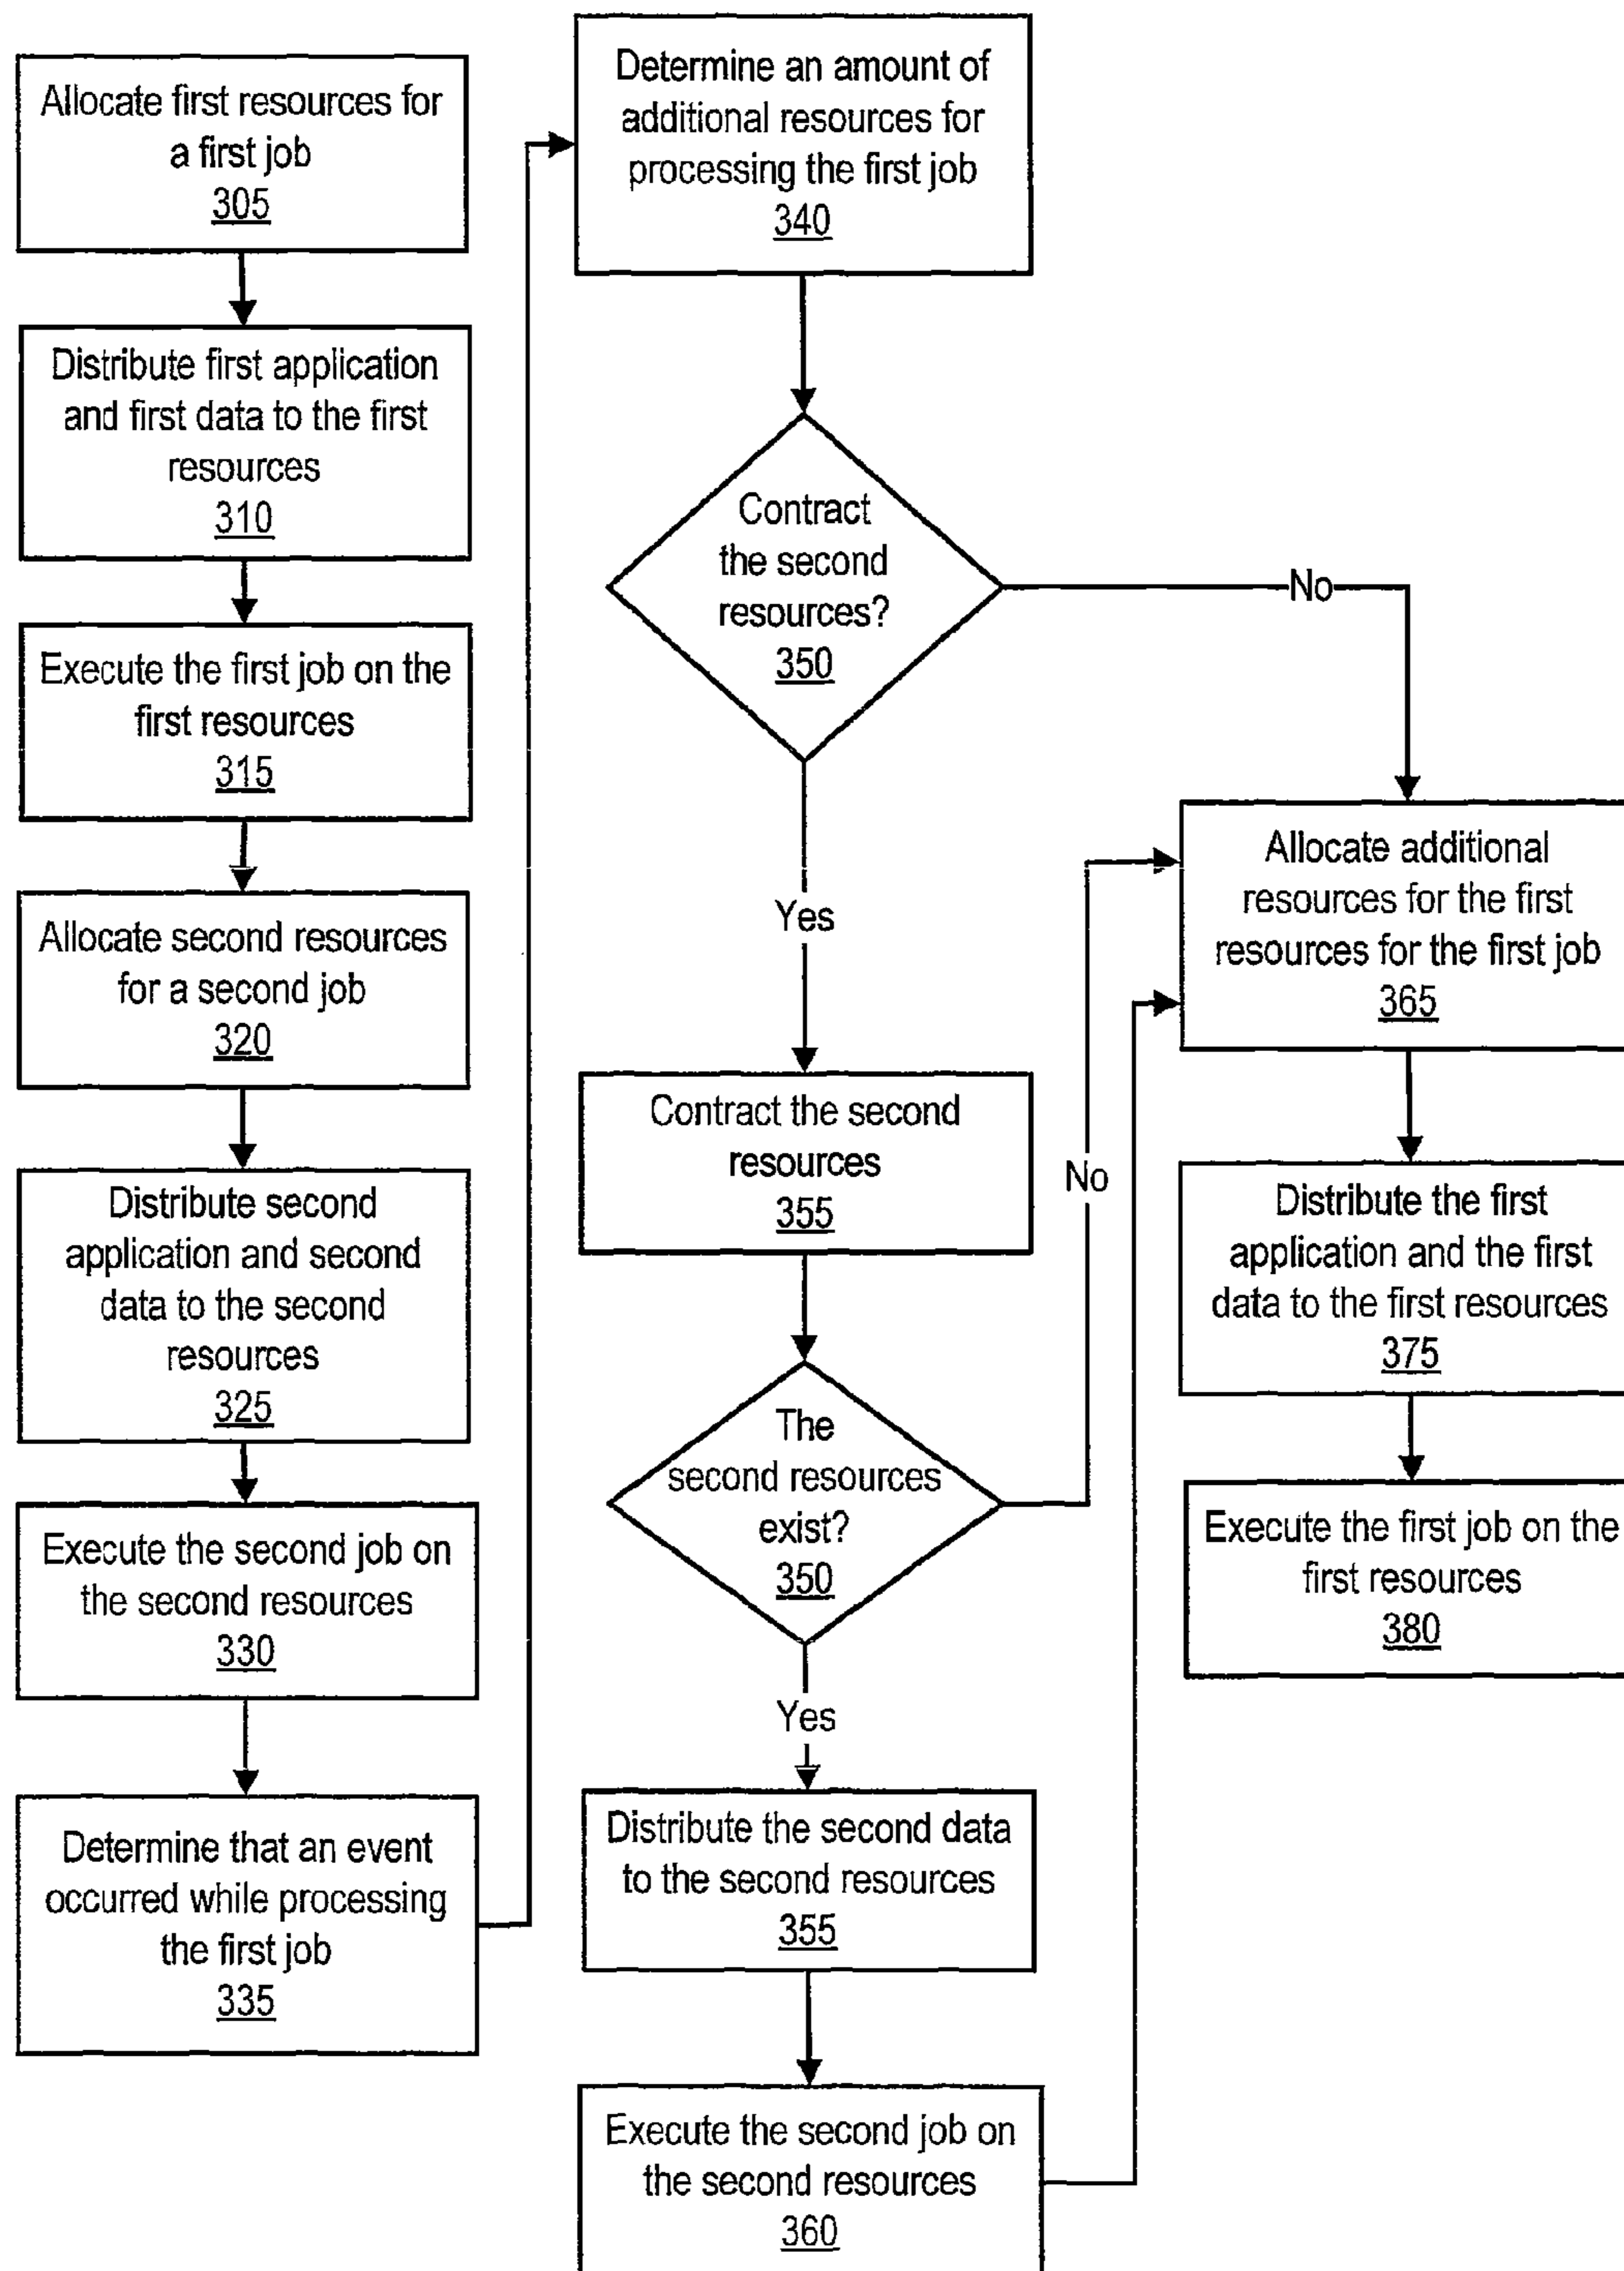 Allocate first resources for
a first job
305
Distribute first application
and first data to the first
resources
310
Execute the first job on the
first resources
315
Allocate second resources
for a second job
320
Distribute second
application and second
data to the second
resources
325
Execute the second job on
the second resources
330
Determine that an event
occurred while processing
the first job
335
Determine an amount of
additional resources for
processing the first job
340
Contract
the second
resources?
350
No
Yes
Contract the second
resources
355
The
second resources
exist?
350
No
Yes
Distribute the second data
to the second resources
355
Execute the second job on
the second resources
360
Allocate additional
resources for the first
resources for the first job
365
Distribute the first
application and the first
data to the first resources
375
Execute the first job on the
first resources
380